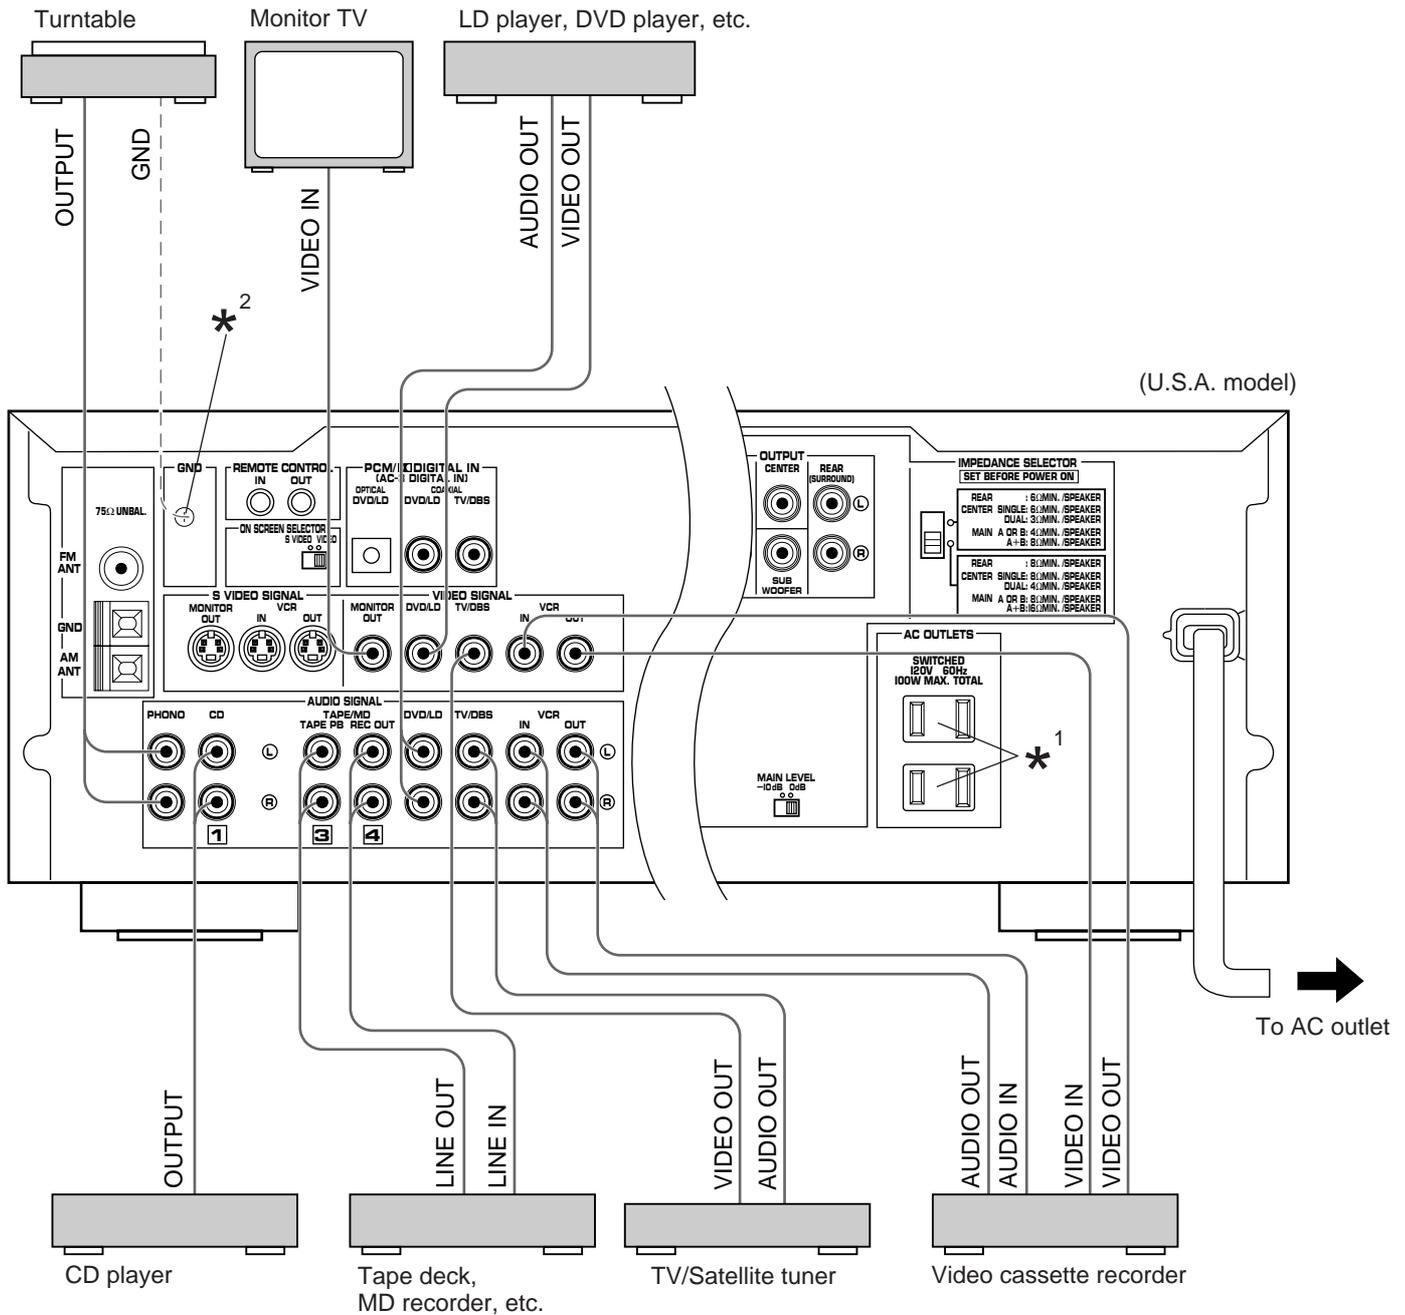 Turntable
Monitor TV
LD player, DVD player, etc.
OUTPUT
GND
VIDEO IN
AUDIO OUT
VIDEO OUT
*2
(U.S.A. model)
75Ω UNBAL.
FM
ANT
GND
AM
ANT
GND
REMOTE CONTROL
IN
OUT
ON SCREEN SELECTOR
S VIDEO VIDEO
DIGITAL IN
OPTICAL
DVD/LD
COAXIAL
DVD/LD
TV/DBS
S VIDEO SIGNAL
MONITOR
OUT
VCR
IN
OUT
VIDEO SIGNAL
MONITOR
OUT
DVD/LD
TV/DBS
VCR
IN
OUT
AUDIO SIGNAL
PHONO
CD
TAPE/MD
TAPE PB
REC OUT
DVD/LD
TV/DBS
VCR
IN
OUT
L
R
L
R
1
3
4
OUTPUT
CENTER
REAR
(SURROUND)
L
R
SUB
WOOFER
IMPEDANCE SELECTOR
SET BEFORE POWER ON
REAR : 6ΩMIN. /SPEAKER
CENTER SINGLE: 6ΩMIN. /SPEAKER
DUAL: 3ΩMIN. /SPEAKER
MAIN A OR B: 4ΩMIN. /SPEAKER
A+B: 8ΩMIN. /SPEAKER
REAR : 8ΩMIN. /SPEAKER
CENTER SINGLE: 8ΩMIN. /SPEAKER
DUAL: 4ΩMIN. /SPEAKER
MAIN A OR B: 8ΩMIN. /SPEAKER
A+B:16ΩMIN. /SPEAKER
AC OUTLETS
SWITCHED
120V 60Hz
100W MAX. TOTAL
*1
MAIN LEVEL
-10dB 0dB
To AC outlet
OUTPUT
LINE OUT
LINE IN
VIDEO OUT
AUDIO OUT
AUDIO OUT
AUDIO IN
VIDEO IN
VIDEO OUT
CD player
Tape deck,
MD recorder, etc.
TV/Satellite tuner
Video cassette recorder